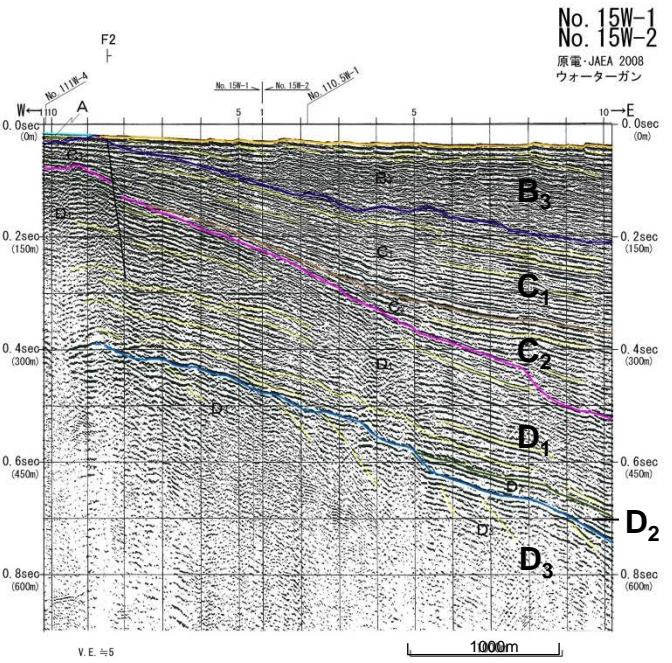 No. 15W-1
No. 15W-2
原電・JAEA 2008
ウォーターガン
F2
No. 111W-4
No. 15W-1
No. 15W-2
No. 110.5W-1
A
W
110
5
1
5
10
E
0.0sec
(0m)
0.0sec
(0m)
B3
C
D
0.2sec
(150m)
0.2sec
(150m)
C
C1
C
0.4sec
(300m)
C2
0.4sec
(300m)
D
D
D1
0.6sec
(450m)
0.6sec
(450m)
D
D2
D
D3
0.8sec
(600m)
0.8sec
(600m)
V.E. ≒5
1000m